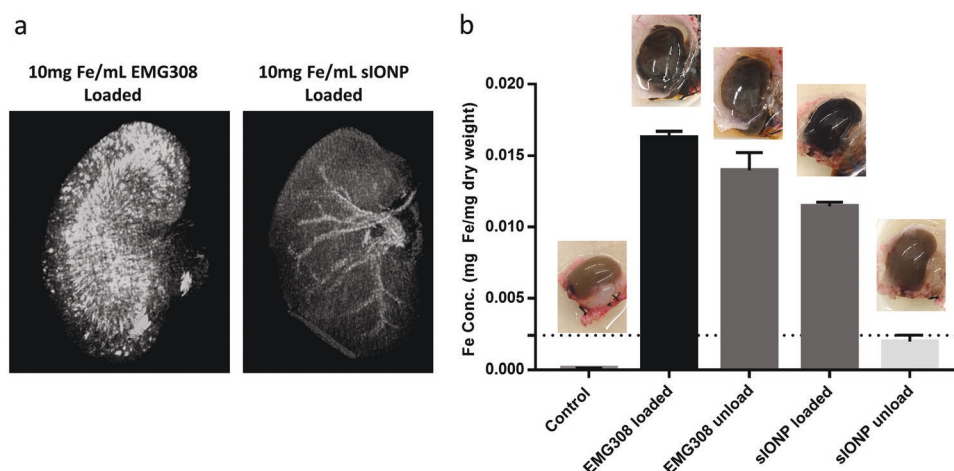 a
10mg Fe/mL EMG308
Loaded
10mg Fe/mL sIONP
Loaded
b
Fe Conc. (mg Fe/mg dry weight)
0.020
0.015
0.010
0.005
0.000
Control
EMG308 loaded
EMG308 unload
sIONP loaded
sIONP unload